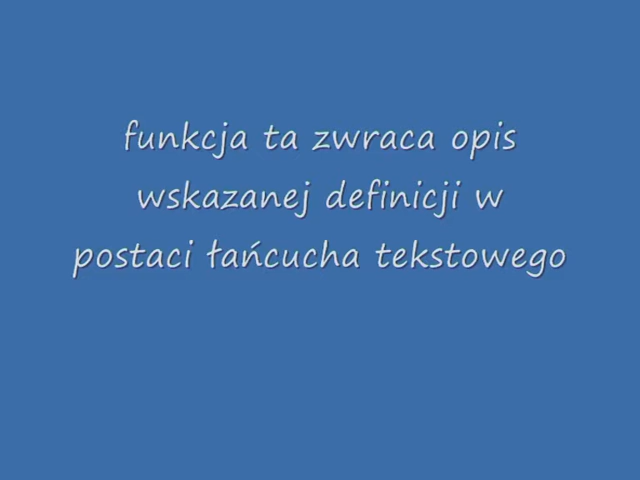 funkcja ta zwraca opis
wskazanej definicji w
postaci łańcucha tekstowego